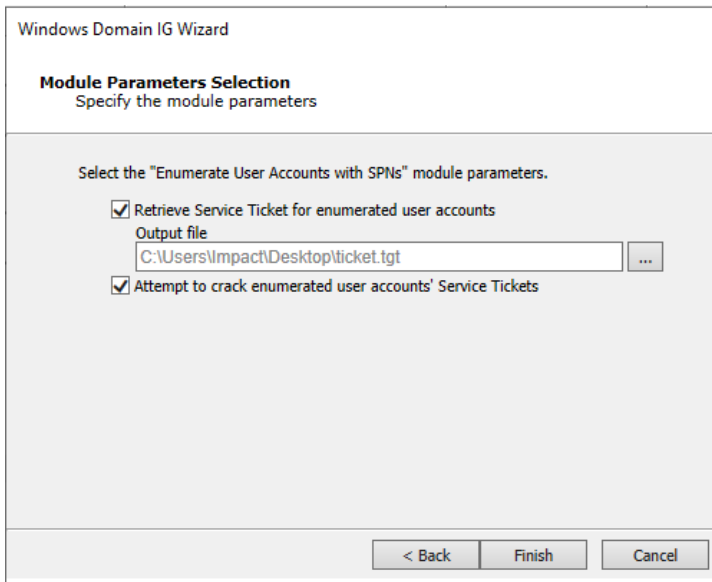 Windows Domain IG Wizard
Module Parameters Selection
Specify the module parameters
Select the "Enumerate User Accounts with SPNs" module parameters.
Retrieve Service Ticket for enumerated user accounts
Output file
C:\Users\Impact\Desktop\ticket.tgt
...
Attempt to crack enumerated user accounts' Service Tickets
< Back Finish Cancel